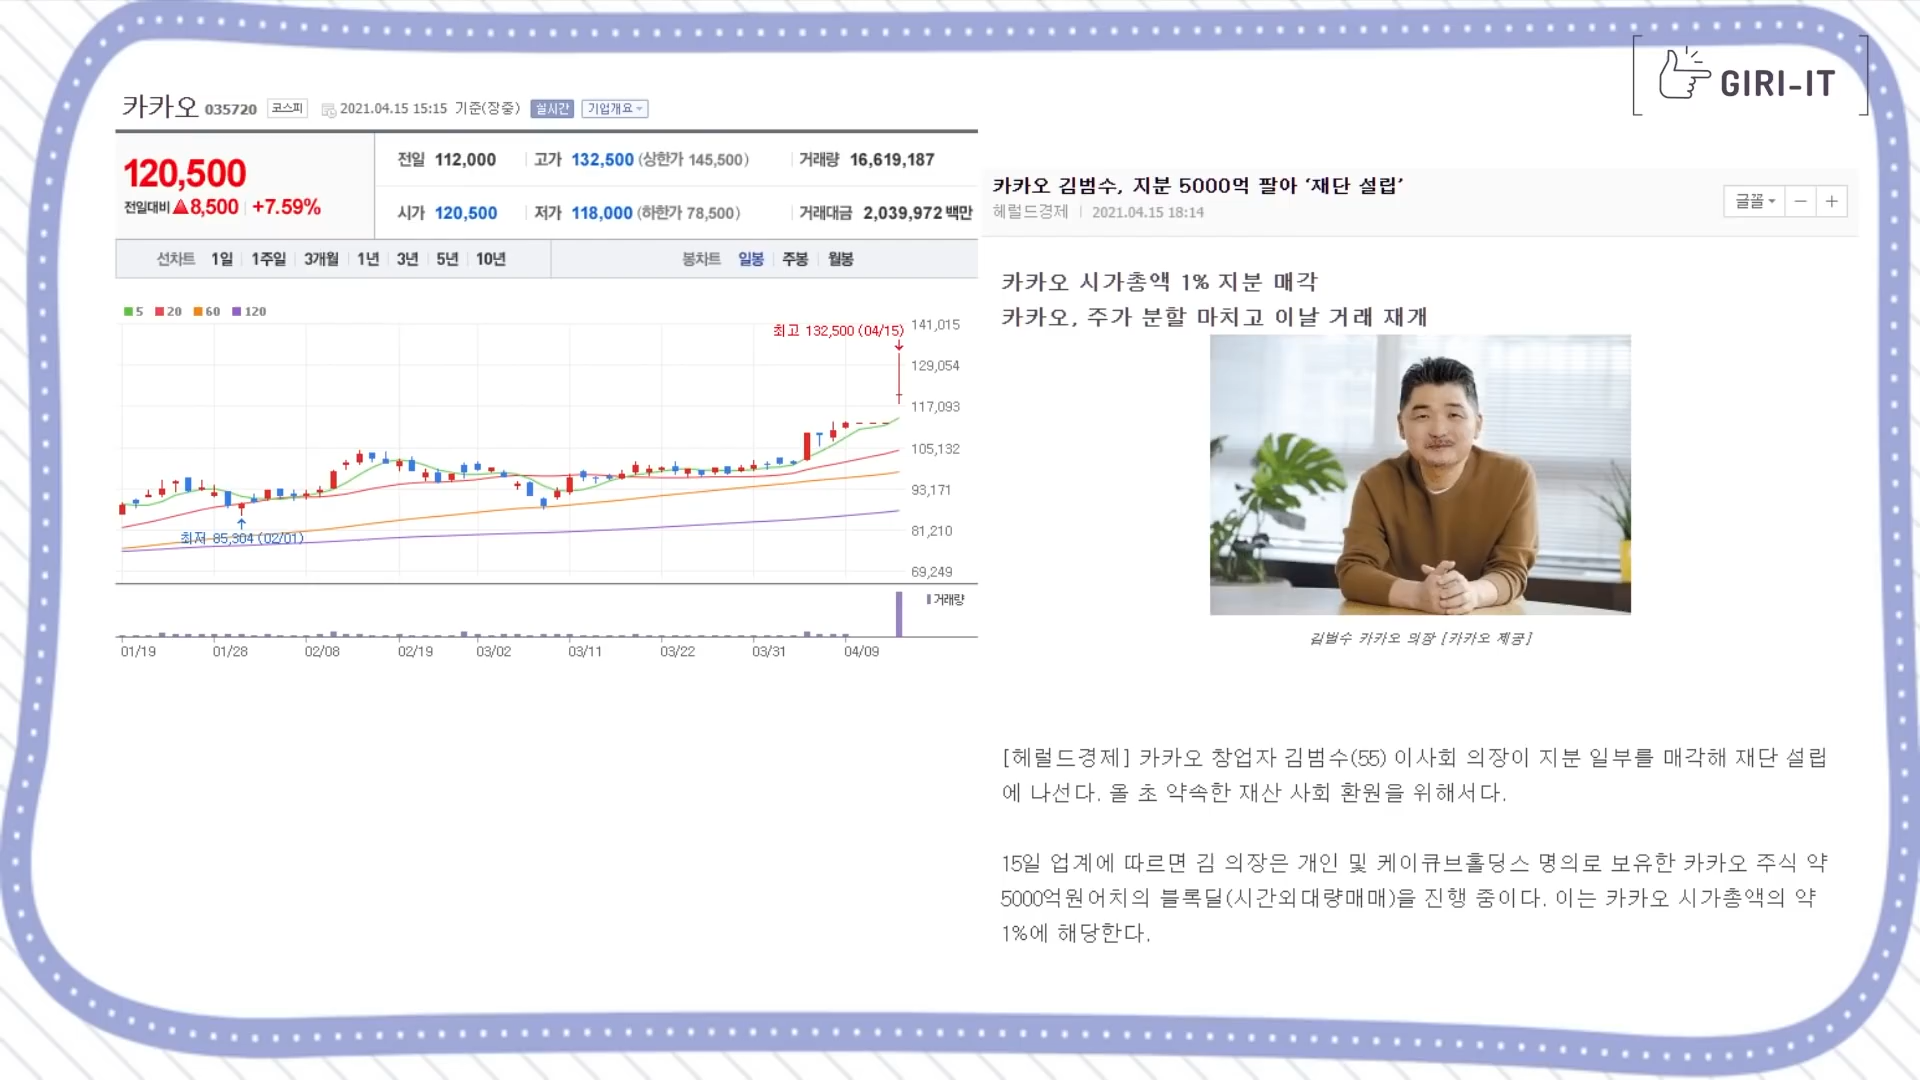 GIRI-IT
카카오 035720 코스피 2021.04.15 15:15 기준(장중) 실시간 기업개요
120,500
전일대비 ▲8,500 +7.59%
전일 112,000 고가 132,500 (상한가 145,500) 거래량 16,619,187
시가 120,500 저가 118,000 (하한가 78,500) 거래대금 2,039,972 백만
선차트 1일 1주일 3개월 1년 3년 5년 10년 봉차트 일봉 주봉 월봉
5 20 60 120
최고 132,500 (04/15)
141,015
129,054
117,093
105,132
93,171
81,210
69,249
최저 85,304 (02/01)
거래량
01/19 01/28 02/08 02/19 03/02 03/11 03/22 03/31 04/09
카카오 김범수, 지분 5000억 팔아 ‘재단 설립’
헤럴드경제 2021.04.15 18:14
글꼴 − +
카카오 시가총액 1% 지분 매각
카카오, 주가 분할 마치고 이날 거래 재개
김범수 카카오 의장 [카카오 제공]
[헤럴드경제] 카카오 창업자 김범수(55) 이사회 의장이 지분 일부를 매각해 재단 설립
에 나선다. 올 초 약속한 재산 사회 환원을 위해서다.
15일 업계에 따르면 김 의장은 개인 및 케이큐브홀딩스 명의로 보유한 카카오 주식 약
5000억원어치의 블록딜(시간외대량매매)을 진행 중이다. 이는 카카오 시가총액의 약
1%에 해당한다.